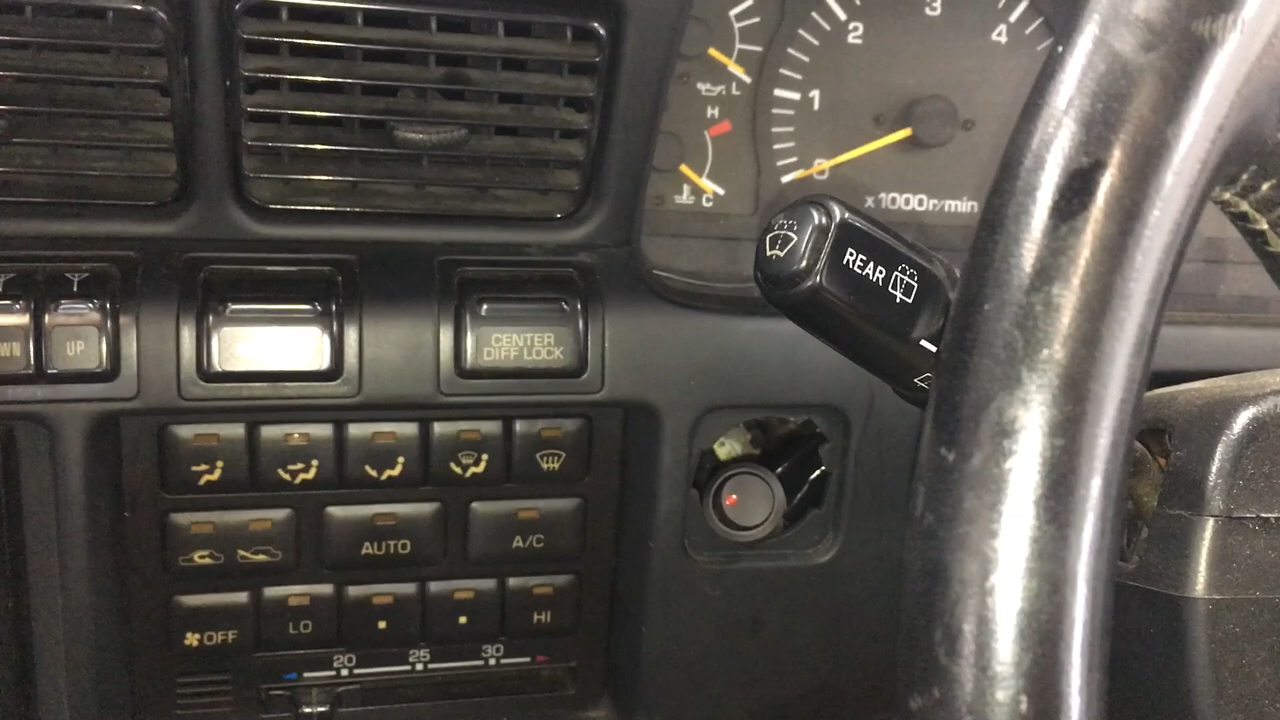 2
3
4
1
0
L
H
C
x1000r/min
REAR
WN
UP
CENTER
DIFF LOCK
AUTO
A/C
OFF
LO
HI
20
25
30